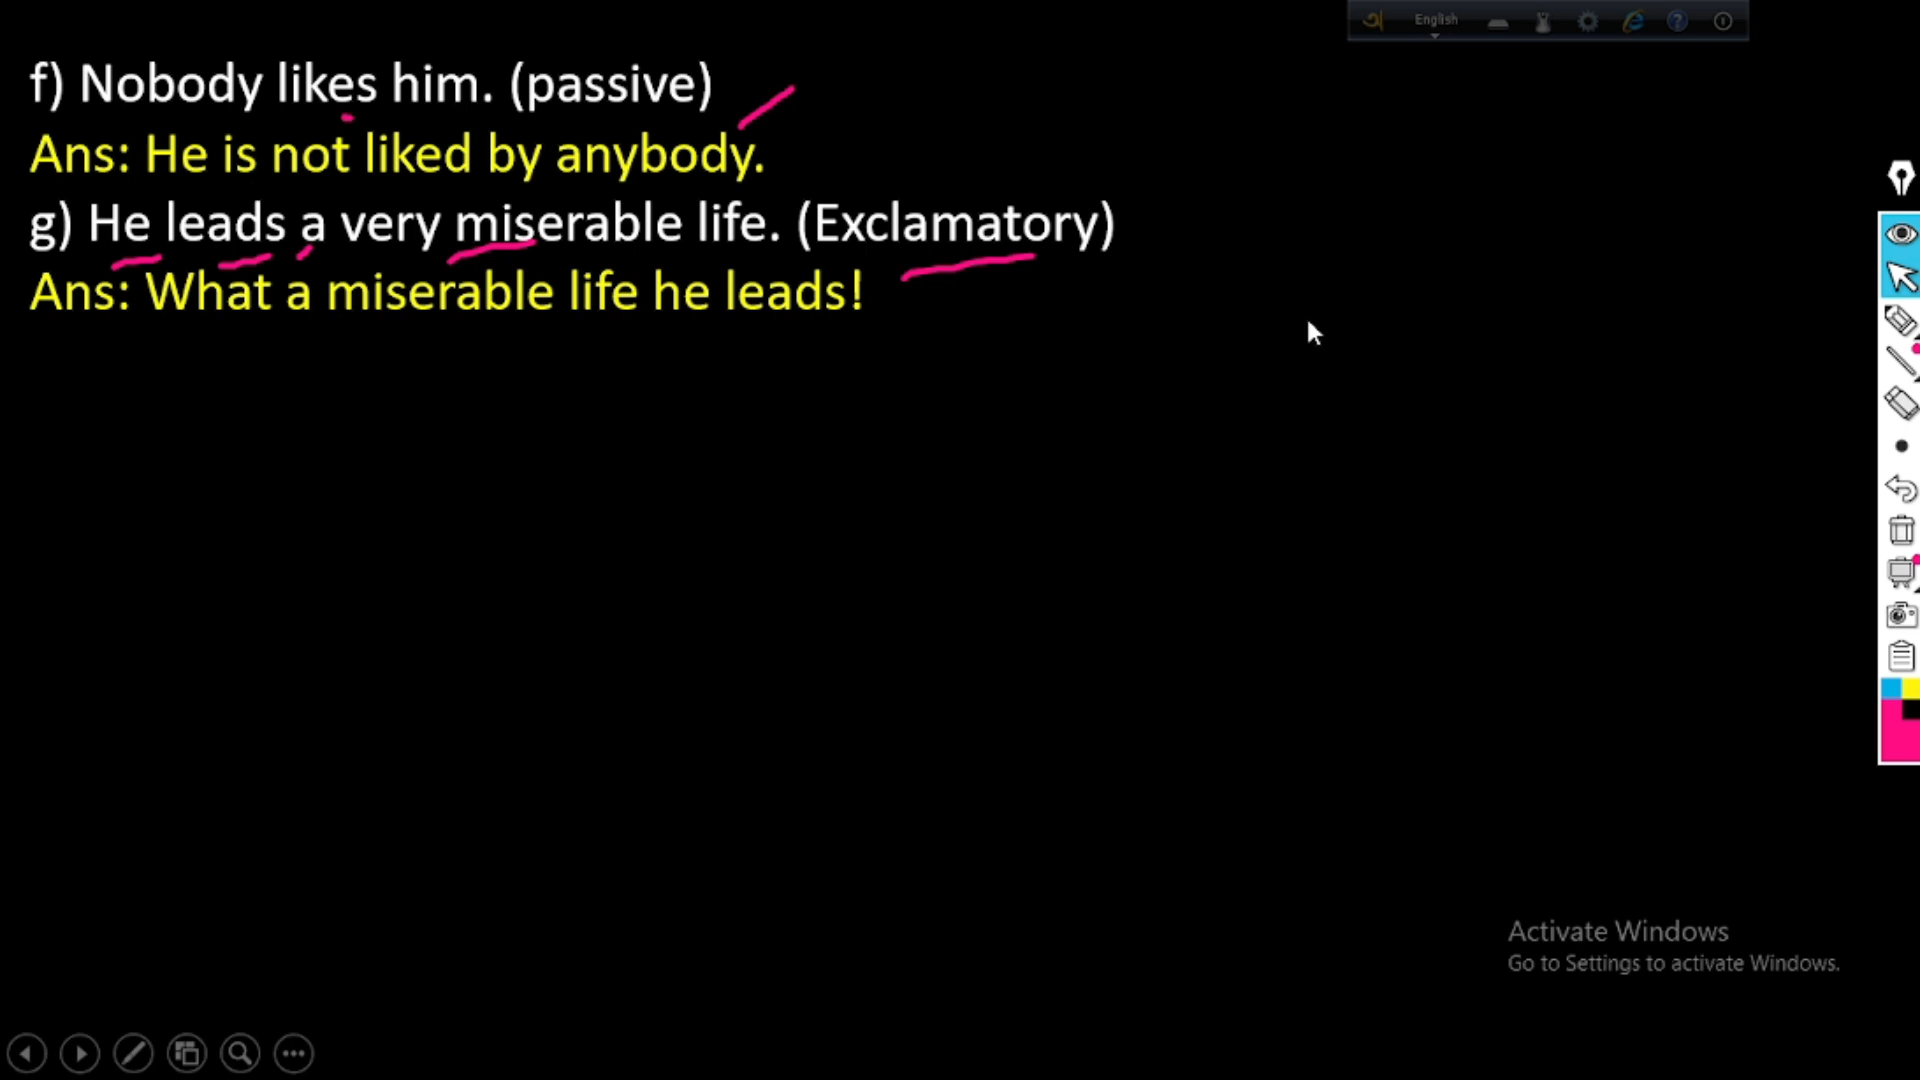 English
f) Nobody likes him. (passive)
Ans: He is not liked by anybody.
g) He leads a very miserable life. (Exclamatory)
Ans: What a miserable life he leads!
Activate Windows
Go to Settings to activate Windows.